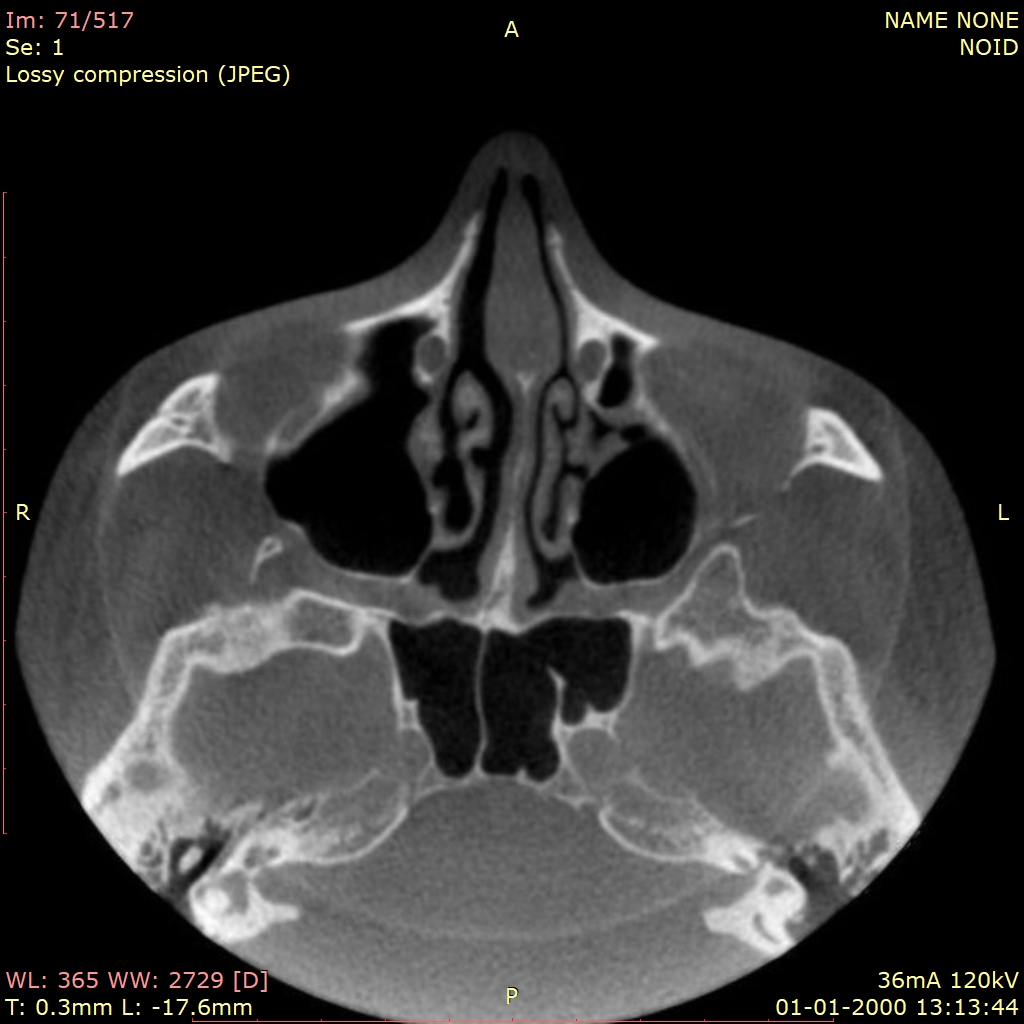 Im: 71/517
Se: 1
Lossy compression (JPEG)
A
NAME NONE
NOID
R
L
WL: 365 WW: 2729 [D]
T: 0.3mm L: -17.6mm
P
36mA 120kV
01-01-2000 13:13:44